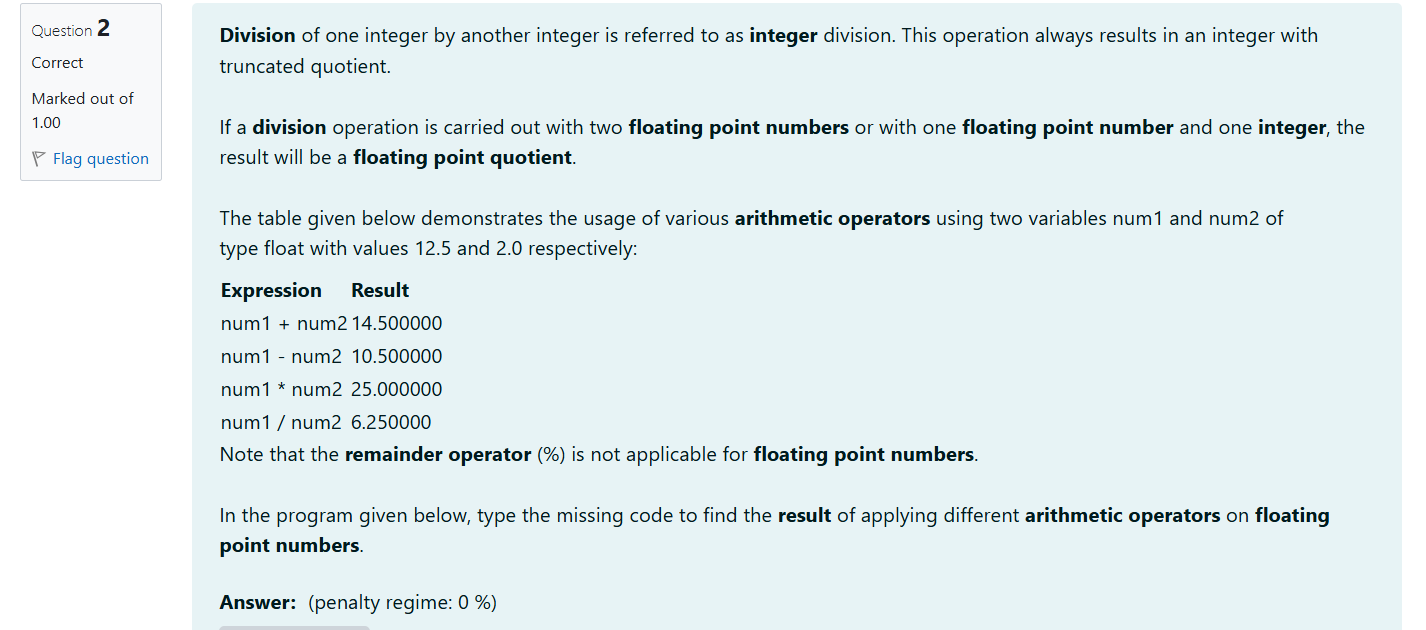 Question 2
Correct
Marked out of
1.00
Flag question
Division of one integer by another integer is referred to as integer division. This operation always results in an integer with
truncated quotient.
If a division operation is carried out with two floating point numbers or with one floating point number and one integer, the
result will be a floating point quotient.
The table given below demonstrates the usage of various arithmetic operators using two variables num1 and num2 of
type float with values 12.5 and 2.0 respectively:
Expression Result
num1 + num2 14.500000
num1 - num2 10.500000
num1 * num2 25.000000
num1 / num2 6.250000
Note that the remainder operator (%) is not applicable for floating point numbers.
In the program given below, type the missing code to find the result of applying different arithmetic operators on floating
point numbers.
Answer: (penalty regime: 0 %)